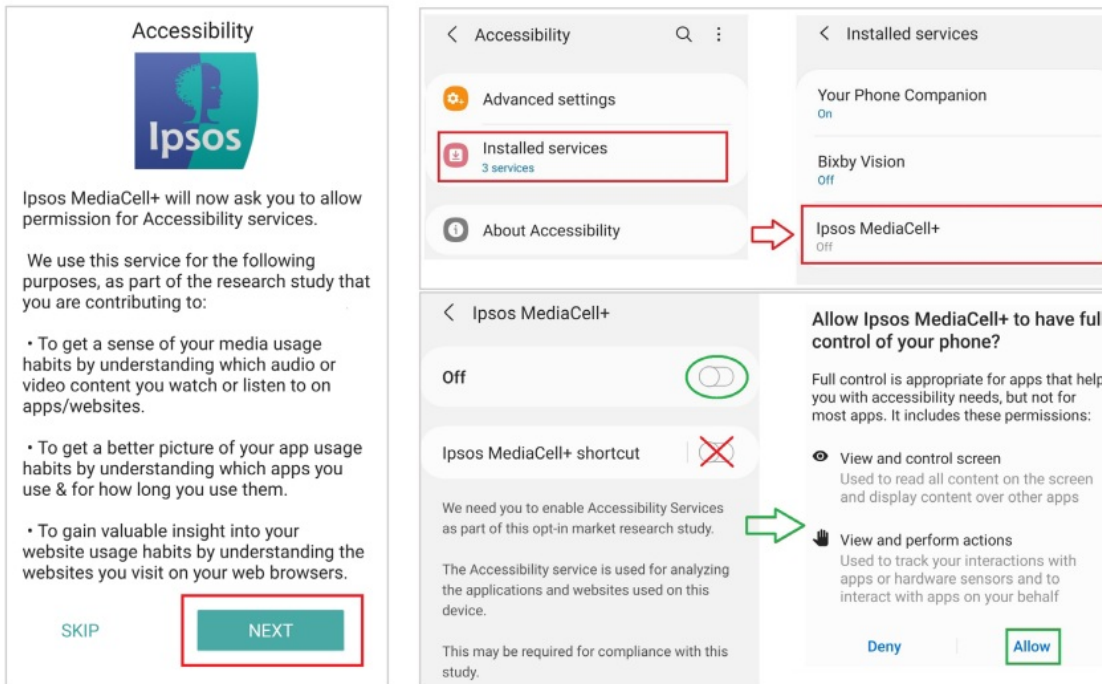 Accessibility
Ipsos
Ipsos MediaCell+ will now ask you to allow
permission for Accessibility services.
We use this service for the following
purposes, as part of the research study that
you are contributing to:
• To get a sense of your media usage
habits by understanding which audio or
video content you watch or listen to on
apps/websites.
• To get a better picture of your app usage
habits by understanding which apps you
use & for how long you use them.
• To gain valuable insight into your
website usage habits by understanding the
websites you visit on your web browsers.
SKIP
NEXT
Accessibility
Advanced settings
Installed services
3 services
About Accessibility
Installed services
Your Phone Companion
On
Bixby Vision
Off
Ipsos MediaCell+
Off
Ipsos MediaCell+
Off
Ipsos MediaCell+ shortcut
We need you to enable Accessibility Services
as part of this opt-in market research study.
The Accessibility service is used for analyzing
the applications and websites used on this
device.
This may be required for compliance with this
study.
Allow Ipsos MediaCell+ to have full
control of your phone?
Full control is appropriate for apps that help
you with accessibility needs, but not for
most apps. It includes these permissions:
View and control screen
Used to read all content on the screen
and display content over other apps
View and perform actions
Used to track your interactions with
apps or hardware sensors and to
interact with apps on your behalf
Deny
Allow